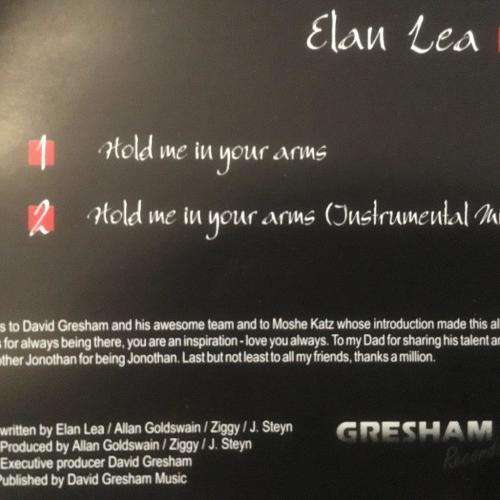 Elan Lea
1 Hold me in your arms
2 Hold me in your arms (Instrumental
s to David Gresham and his awesome team and to Moshe Katz whose introduction made this al
s for always being there, you are an inspiration - love you always. To my Dad for sharing his talent an
other Jonothan for being Jonothan. Last but not least to all my friends, thanks a million.
written by Elan Lea / Allan Goldswain / Ziggy / J. Steyn
Produced by Allan Goldswain / Ziggy / J. Steyn
Executive producer David Gresham
Published by David Gresham Music
GRESHAM
Records